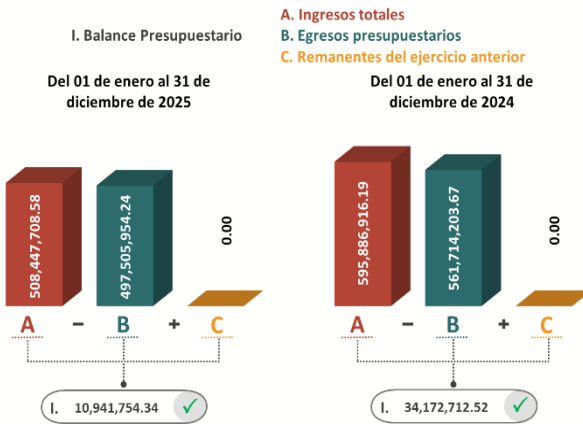 I. Balance Presupuestario
A. Ingresos totales
B. Egresos presupuestarios
C. Remanentes del ejercicio anterior
Del 01 de enero al 31 de
diciembre de 2025
508,447,708.58
497,505,954.24
0.00
A – B + C
I. 10,941,754.34
Del 01 de enero al 31 de
diciembre de 2024
595,886,916.19
561,714,203.67
0.00
A – B + C
I. 34,172,712.52